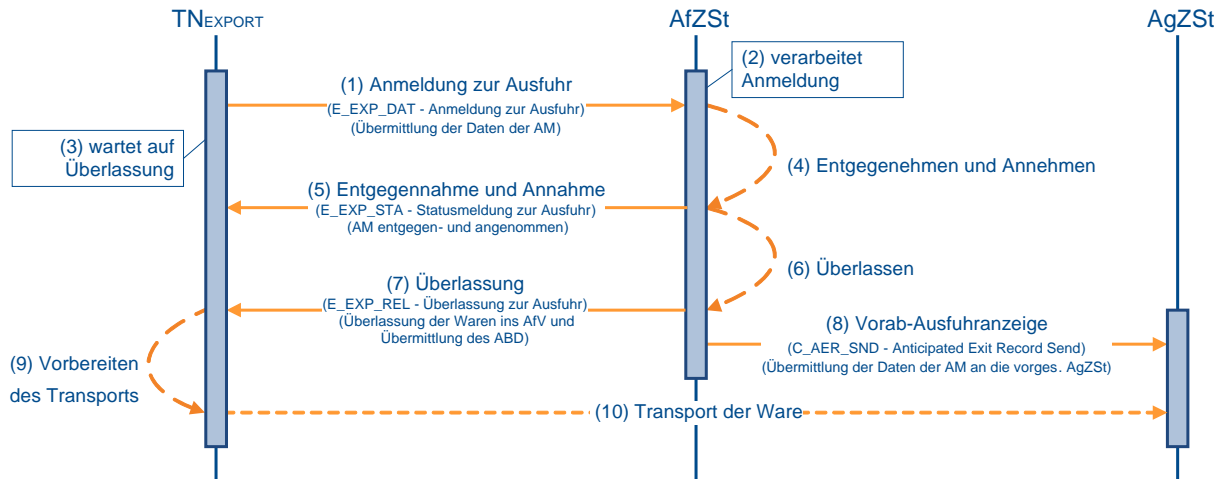 TNEXPORT
AfZSt
AgZSt
(2) verarbeitet
Anmeldung
(1) Anmeldung zur Ausfuhr
(E_EXP_DAT - Anmeldung zur Ausfuhr)
(Übermittlung der Daten der AM)
(3) wartet auf
Überlassung
(4) Entgegenehmen und Annehmen
(5) Entgegennahme und Annahme
(E_EXP_STA - Statusmeldung zur Ausfuhr)
(AM entgegen- und angenommen)
(6) Überlassen
(7) Überlassung
(E_EXP_REL - Überlassung zur Ausfuhr)
(Überlassung der Waren ins AfV und
Übermittlung des ABD)
(8) Vorab-Ausfuhranzeige
(C_AER_SND - Anticipated Exit Record Send)
(Übermittlung der Daten der AM an die vorges. AgZSt)
(9) Vorbereiten
des Transports
(10) Transport der Ware